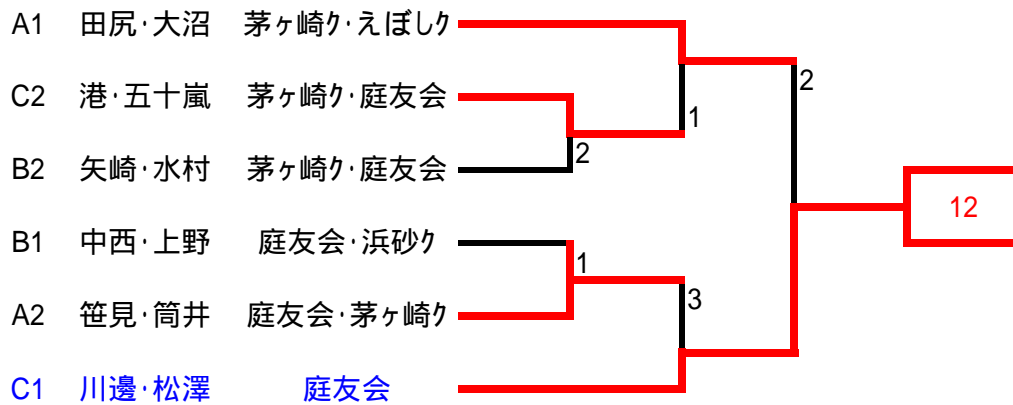 A1 田尻・大沼 茅ヶ崎ｸ・えぼしｸ
2
C2 港・五十嵐 茅ヶ崎ｸ・庭友会
1
2
B2 矢崎・水村 茅ヶ崎ｸ・庭友会
12
B1 中西・上野 庭友会・浜砂ｸ
1
3
A2 笹見・筒井 庭友会・茅ヶ崎ｸ
C1 川邊・松澤 庭友会